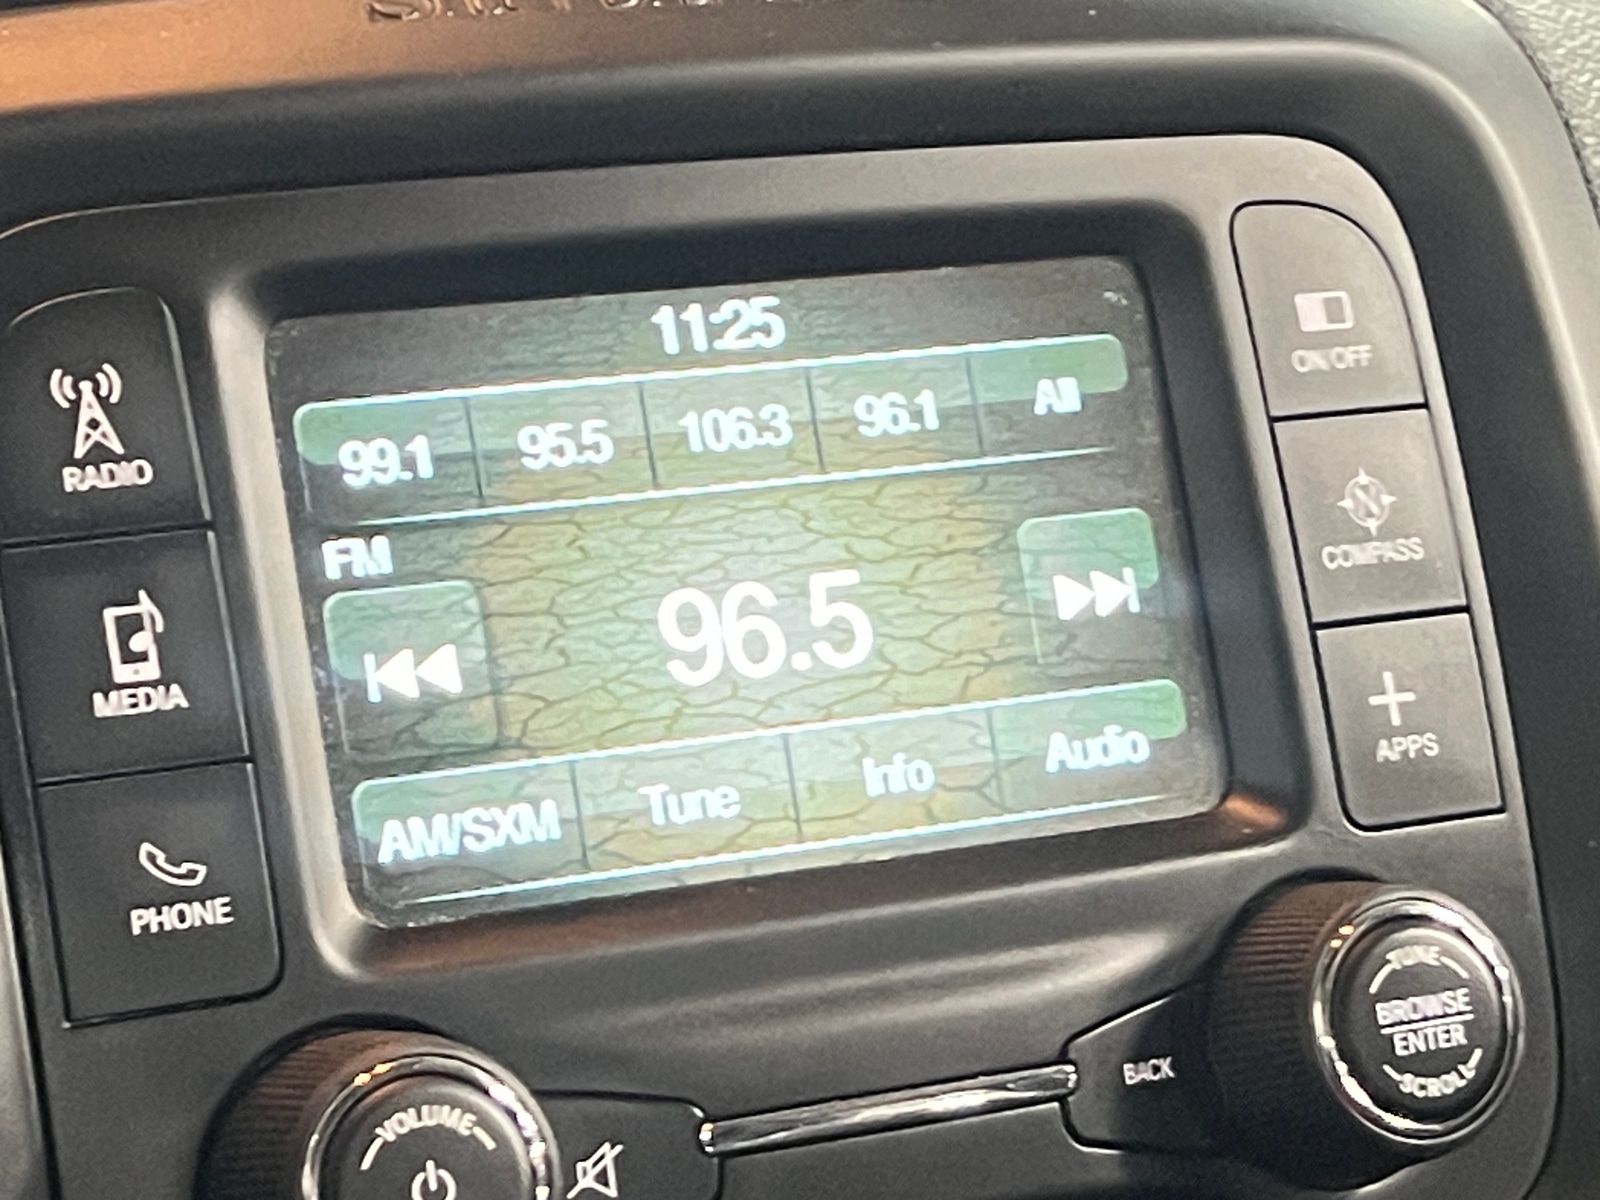 11:25
99.1 95.5 106.3 96.1 All
FM
96.5
AM/SXM Tune Info Audio
RADIO
MEDIA
PHONE
ON/OFF
COMPASS
APPS
VOLUME
BACK
TUNE
BROWSE
ENTER
SCROLL